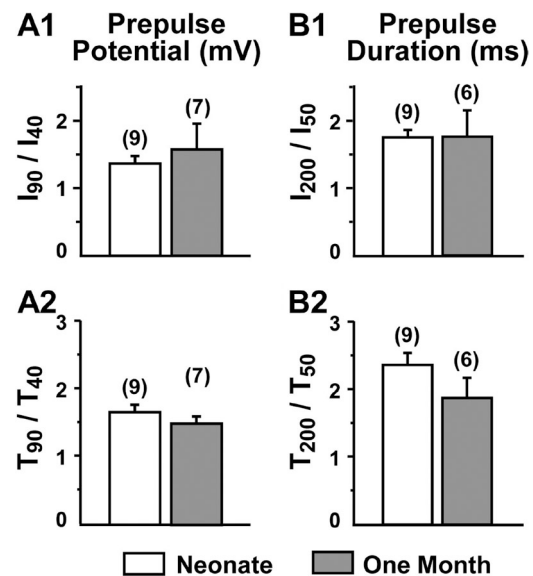 A1 Prepulse Potential (mV)
I90 / I40
2
1
0
(9)
(7)
B1 Prepulse Duration (ms)
I200 / I50
2
1
0
(9)
(6)
A2
T90 / T40
3
2
1
0
(9)
(7)
B2
T200 / T50
3
2
1
0
(9)
(6)
Neonate
One Month